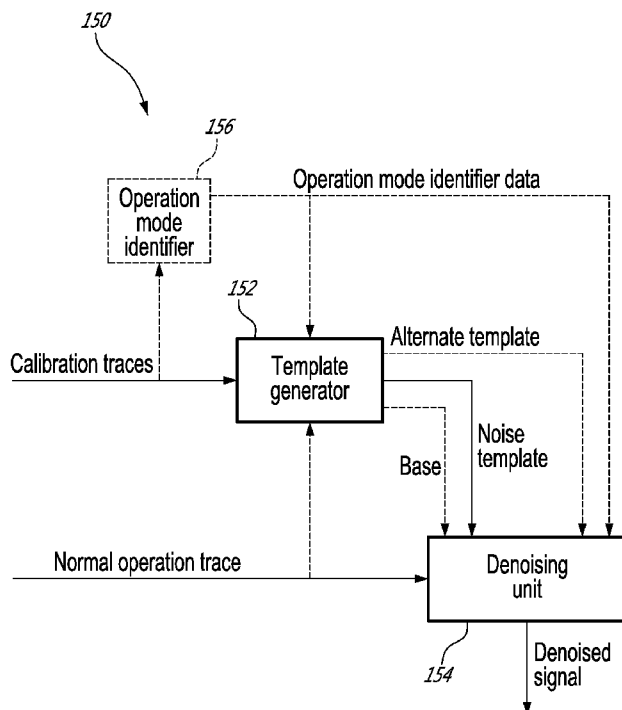 150
156
Operation
mode
identifier
Operation mode identifier data
152
Template
generator
Alternate template
Calibration traces
Noise
template
Base
Normal operation trace
Denoising
unit
154
Denoised
signal